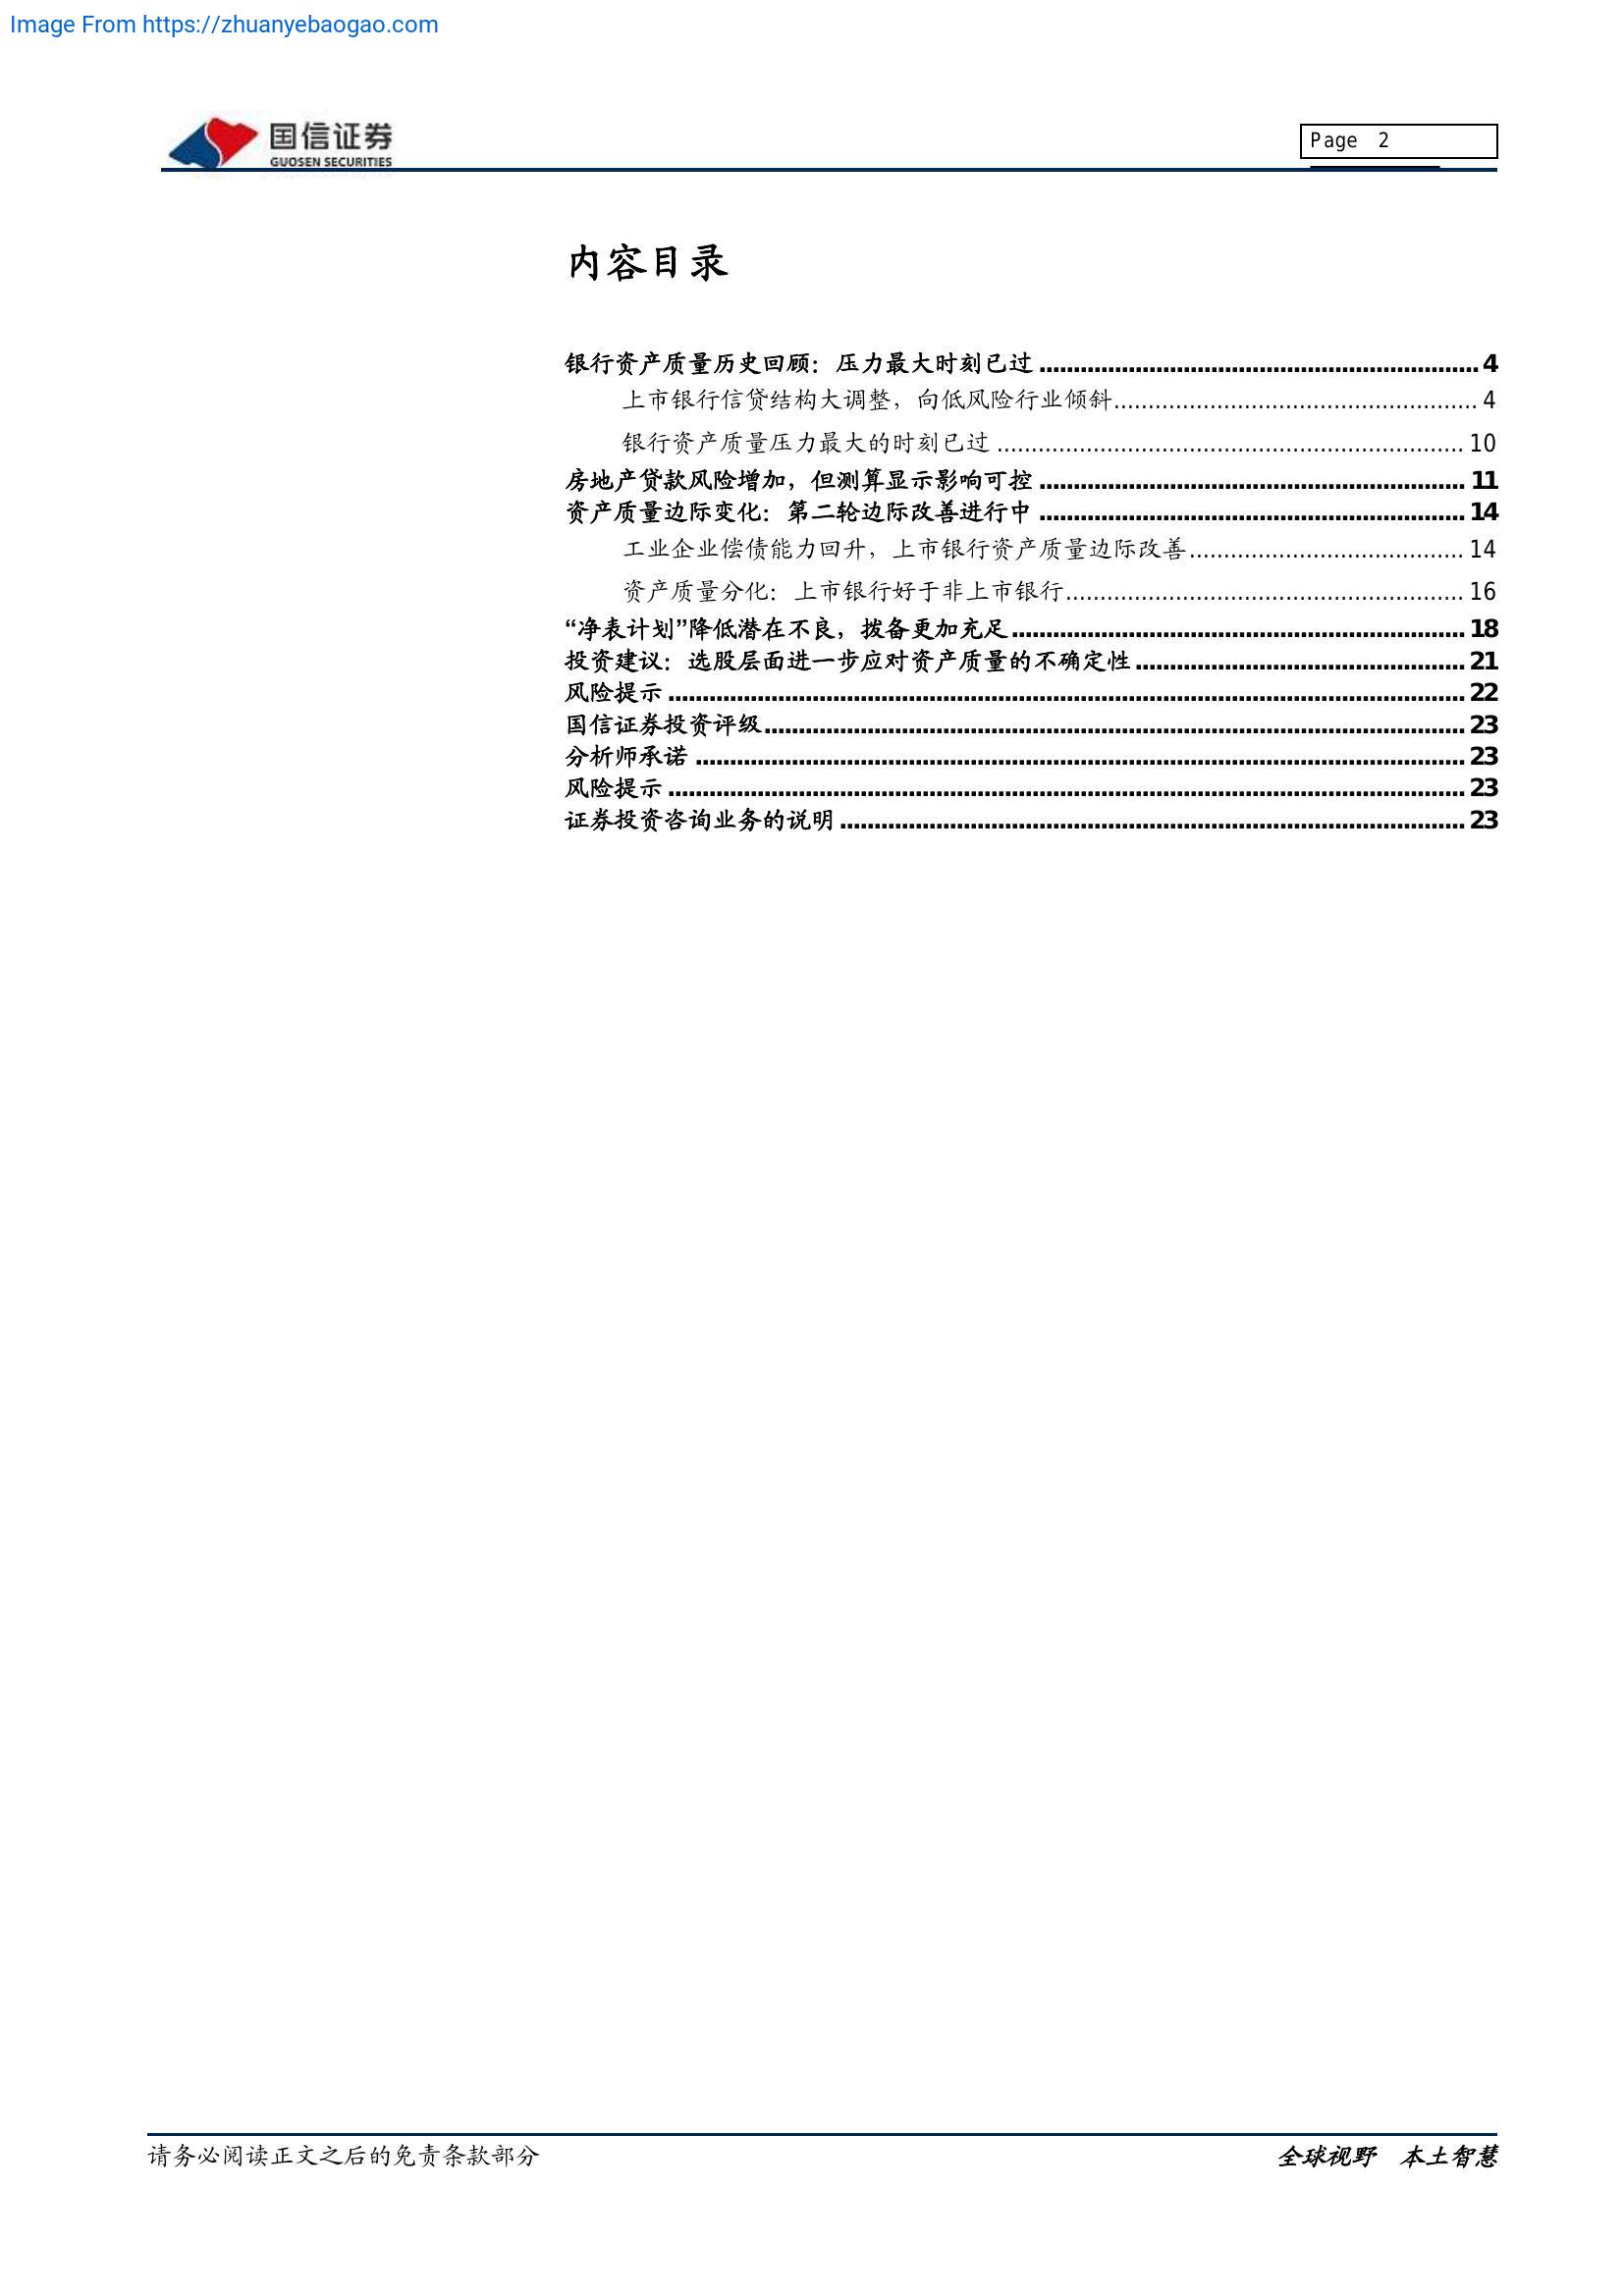 Image From https://zhuanyebaogao.com
国信证券
GUOSEN SECURITIES
Page 2
内容目录
银行资产质量历史回顾：压力最大时刻已过 4
上市银行信贷结构大调整，向低风险行业倾斜 4
银行资产质量压力最大的时刻已过 10
房地产贷款风险增加，但测算显示影响可控 11
资产质量边际变化：第二轮边际改善进行中 14
工业企业偿债能力回升，上市银行资产质量边际改善 14
资产质量分化：上市银行好于非上市银行 16
“净表计划”降低潜在不良，拨备更加充足 18
投资建议：选股层面进一步应对资产质量的不确定性 21
风险提示 22
国信证券投资评级 23
分析师承诺 23
风险提示 23
证券投资咨询业务的说明 23
请务必阅读正文之后的免责条款部分
全球视野 本土智慧